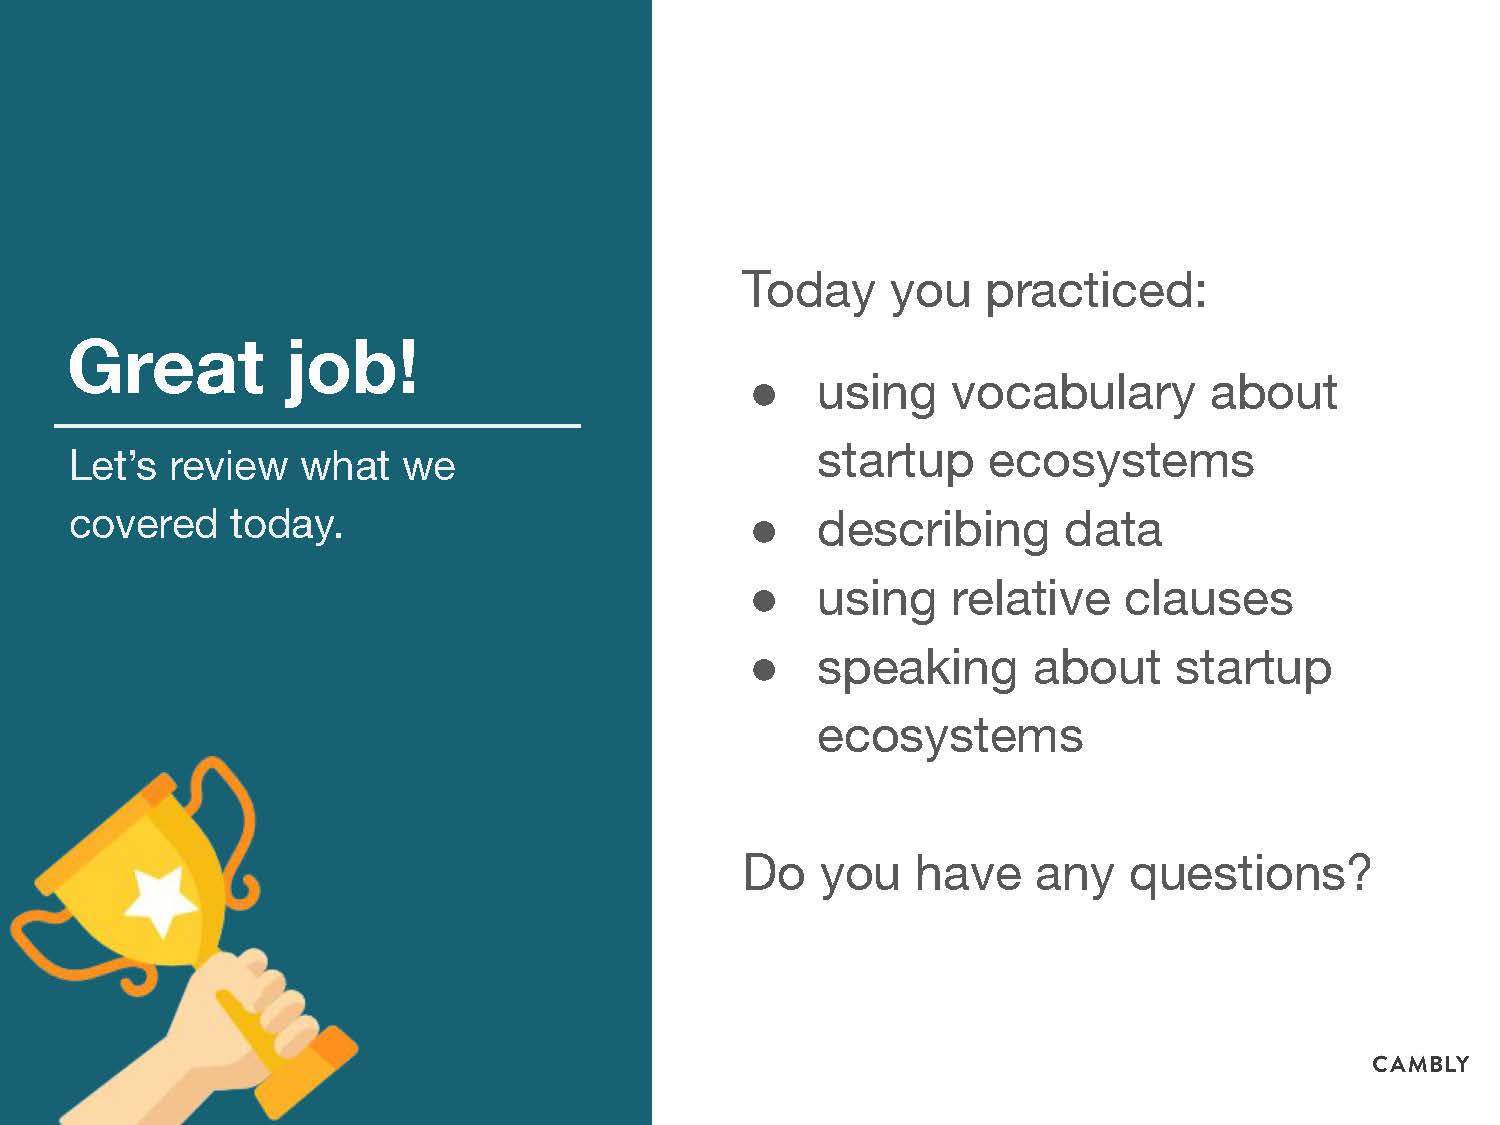 Great job!
Let's review what we
covered today.
Today you practiced:
● using vocabulary about
startup ecosystems
● describing data
● using relative clauses
● speaking about startup
ecosystems
Do you have any questions?
CAMBLY